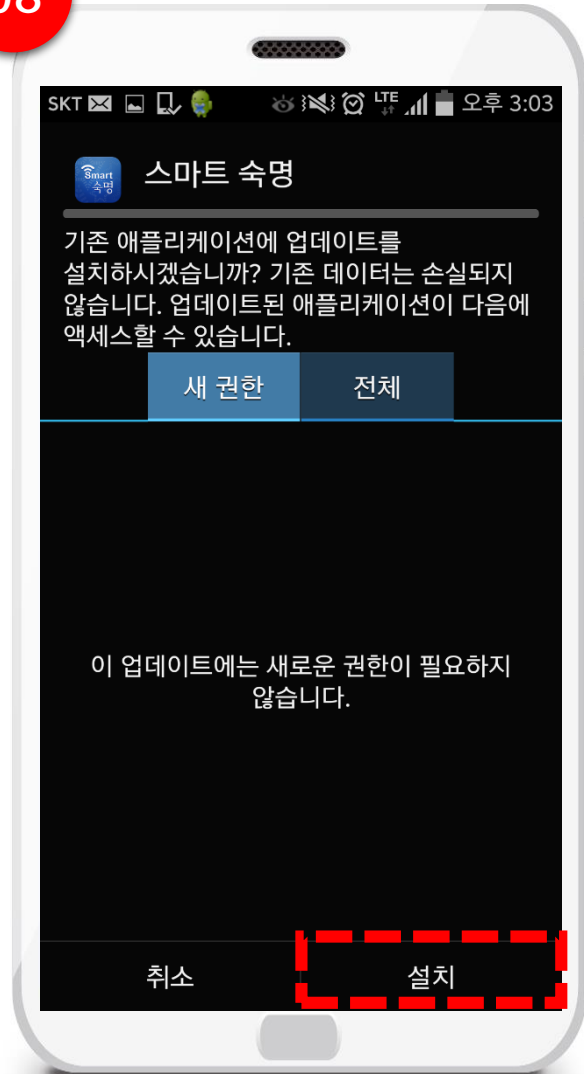 08
SKT LTE 오후 3:03
Smart
숙명
스마트 숙명
기존 애플리케이션에 업데이트를
설치하시겠습니까? 기존 데이터는 손실되지
않습니다. 업데이트된 애플리케이션이 다음에
액세스할 수 있습니다.
새 권한 전체
이 업데이트에는 새로운 권한이 필요하지
않습니다.
취소 설치